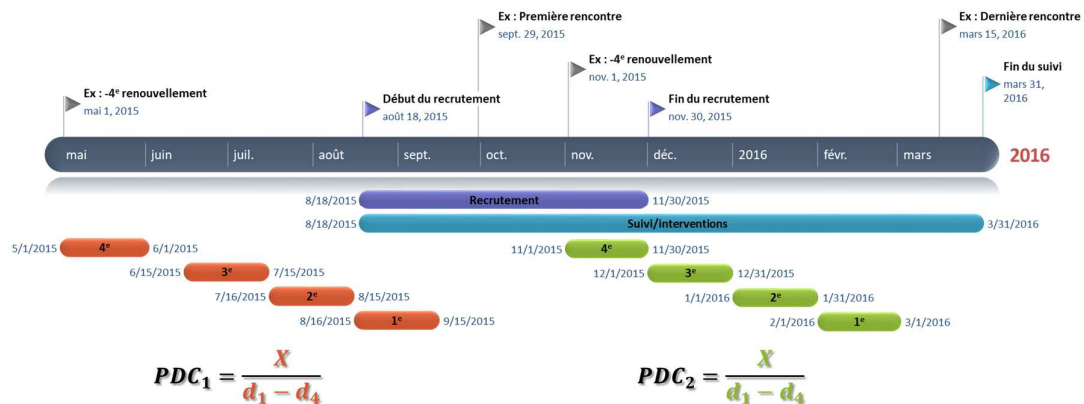 Ex : Première rencontre
sept. 29, 2015
Ex : Dernière rencontre
mars 15, 2016
Ex : -4e renouvellement
nov. 1, 2015
Fin du suivi
mars 31,
2016
Ex : -4e renouvellement
mai 1, 2015
Début du recrutement
août 18, 2015
Fin du recrutement
nov. 30, 2015
mai juin juil. août sept. oct. nov. déc. 2016 févr. mars 2016
8/18/2015 Recrutement 11/30/2015
8/18/2015 Suivi/interventions 3/31/2016
5/1/2015 4e 6/1/2015 11/1/2015 4e 11/30/2015
6/15/2015 3e 7/15/2015 12/1/2015 3e 12/31/2015
7/16/2015 2e 8/15/2015 1/1/2016 2e 1/31/2016
8/16/2015 1e 9/15/2015 2/1/2016 1e 3/1/2016
PDC₁ = X / d₁ − d₄
PDC₂ = X / d₁ − d₄